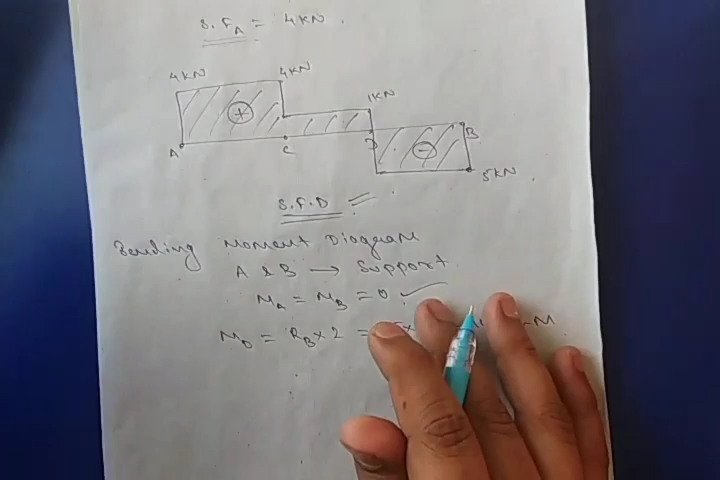 S.F_A = 4KN.
4KN 4KN 1KN
+
A C D - B
5KN.
S.F.D
Bending Moment Diagram
A & B → Support
M_A = M_B = 0 ✓
M_D = R_B × 2 =